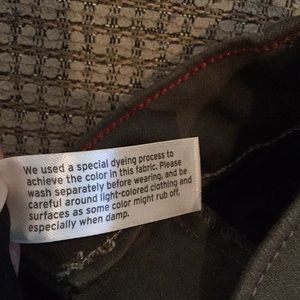 We used a special dyeing process to
achieve the color in this fabric. Please
wash separately before wearing, and be
careful around light-colored clothing and
surfaces as some color might rub off,
especially when damp.